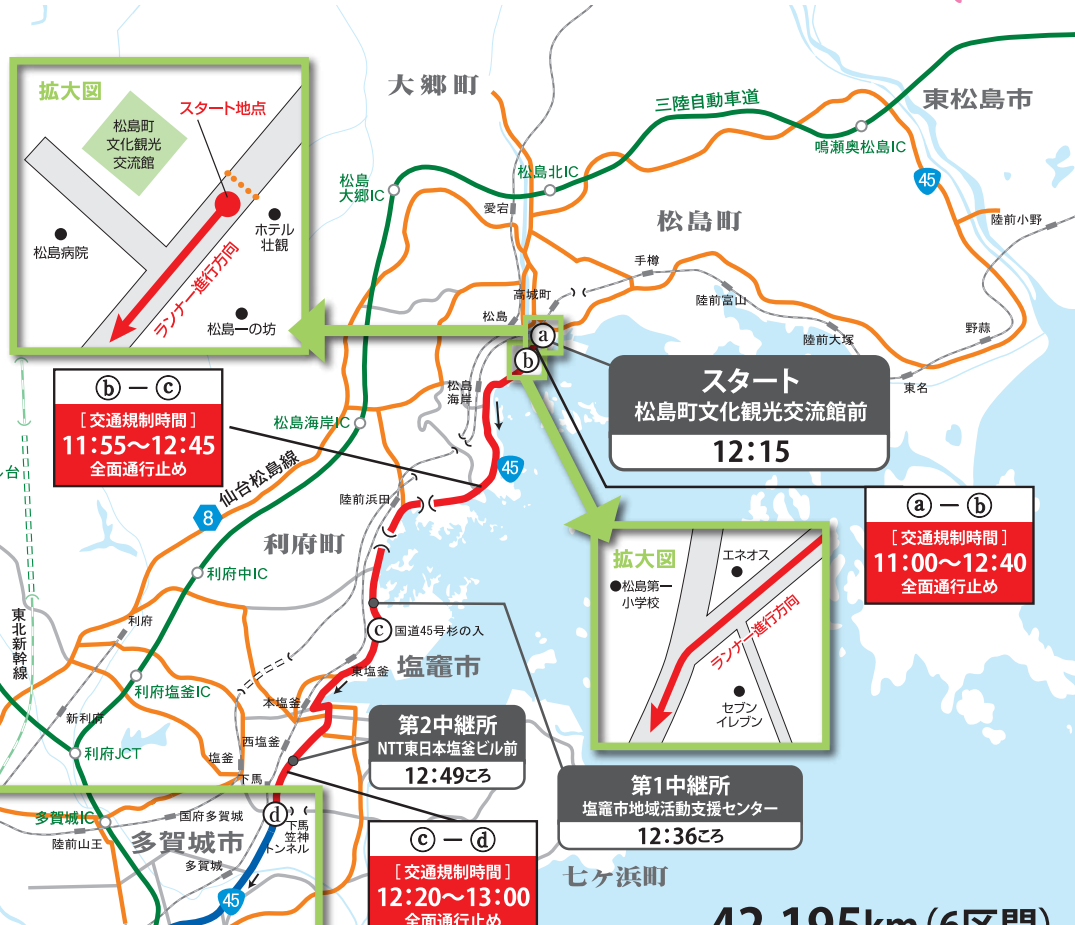 大郷町
東松島市
三陸自動車道
鳴瀬奥松島IC
松島北IC
松島
大郷IC
愛宕
45
陸前小野
松島町
手樽
陸前富山
高城町
松島
陸前大塚
野蒜
東名
拡大図
スタート地点
松島町
文化観光
交流館
松島病院
ホテル
壮観
ランナー進行方向
松島一の坊
ⓐ
ⓑ
スタート
松島町文化観光交流館前
12:15
ⓑ － ⓒ
[ 交通規制時間 ]
11:55～12:45
全面通行止め
松島
海岸
松島海岸IC
45
仙台松島線
8
陸前浜田
ⓐ － ⓑ
[ 交通規制時間 ]
11:00～12:40
全面通行止め
拡大図
エネオス
松島第一
小学校
ランナー進行方向
セブン
イレブン
利府町
利府中IC
台
東北新幹線
利府
ⓒ
国道45号杉の入
塩竈市
東塩釜
利府塩釜IC
本塩釜
新利府
西塩釜
利府JCT
塩釜
下馬
第2中継所
NTT東日本塩釜ビル前
12:49ころ
第1中継所
塩竈市地域活動支援センター
12:36ころ
多賀城IC
国府多賀城
ⓓ
下馬
笠神
トンネル
陸前山王
多賀城市
多賀城
45
ⓒ － ⓓ
[ 交通規制時間 ]
12:20～13:00
全面通行止め
七ヶ浜町
42.195km(6区間)